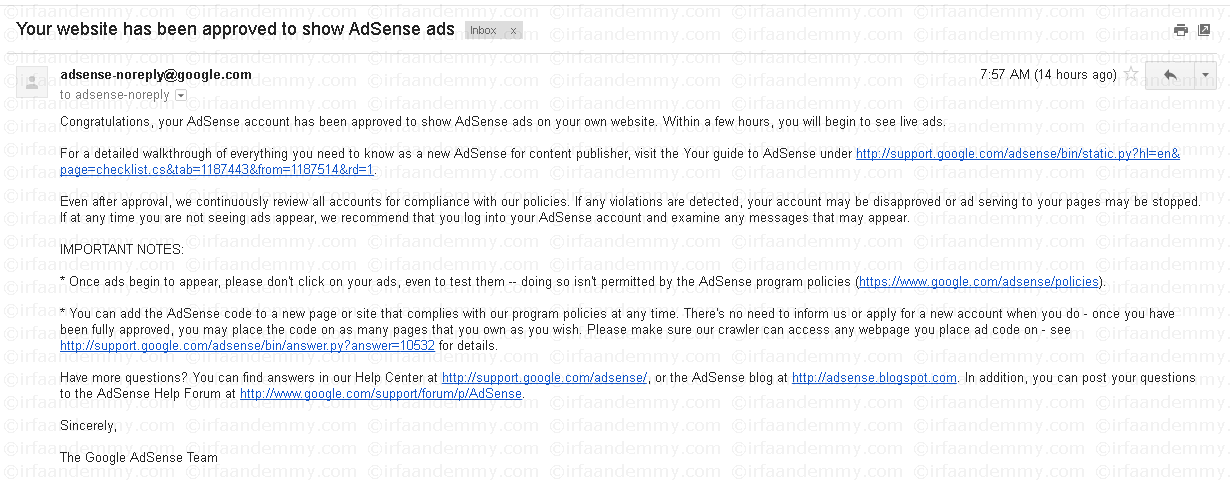 Your website has been approved to show AdSense ads Inbox x
adsense-noreply@google.com 7:57 AM (14 hours ago)
to adsense-noreply
Congratulations, your AdSense account has been approved to show AdSense ads on your own website. Within a few hours, you will begin to see live ads.
For a detailed walkthrough of everything you need to know as a new AdSense for content publisher, visit the Your guide to AdSense under http://support.google.com/adsense/bin/static.py?hl=en&
page=checklist.cs&tab=1187443&from=1187514&rd=1.
Even after approval, we continuously review all accounts for compliance with our policies. If any violations are detected, your account may be disapproved or ad serving to your pages may be stopped.
If at any time you are not seeing ads appear, we recommend that you log into your AdSense account and examine any messages that may appear.
IMPORTANT NOTES:
* Once ads begin to appear, please don't click on your ads, even to test them -- doing so isn't permitted by the AdSense program policies (https://www.google.com/adsense/policies).
* You can add the AdSense code to a new page or site that complies with our program policies at any time. There's no need to inform us or apply for a new account when you do - once you have
been fully approved, you may place the code on as many pages that you own as you wish. Please make sure our crawler can access any webpage you place ad code on - see
http://support.google.com/adsense/bin/answer.py?answer=10532 for details.
Have more questions? You can find answers in our Help Center at http://support.google.com/adsense/, or the AdSense blog at http://adsense.blogspot.com. In addition, you can post your questions
to the AdSense Help Forum at http://www.google.com/support/forum/p/AdSense.
Sincerely,
The Google AdSense Team
©irfaandemmy.com